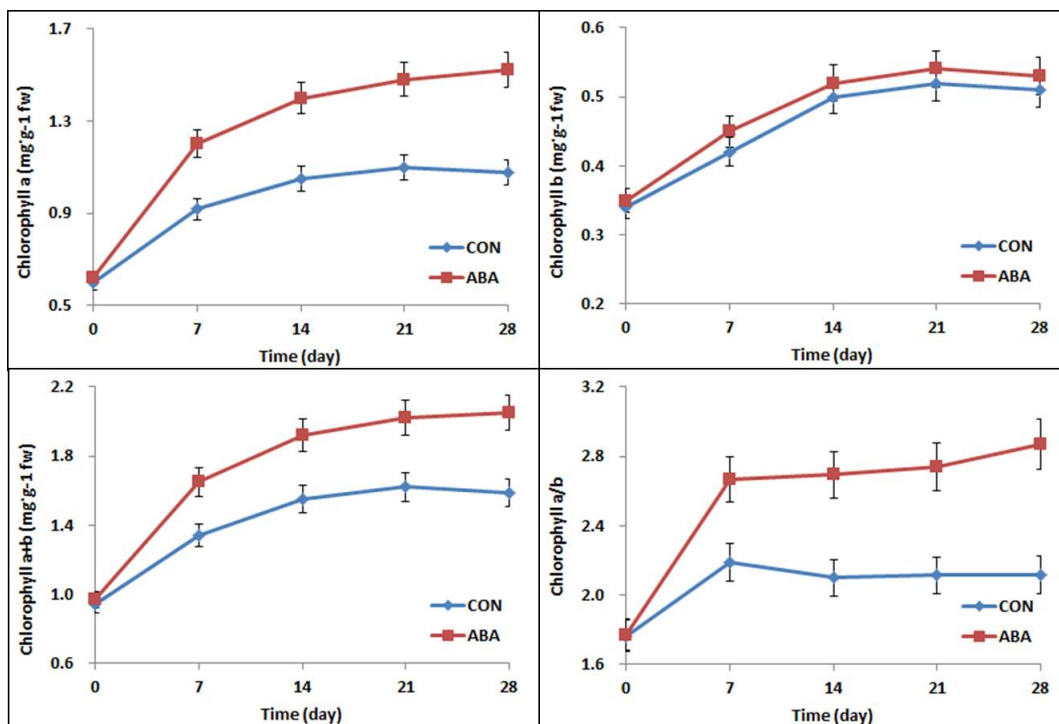 Chlorophyll a (mg˙g-1 fw)
1.7
1.3
0.9
0.5
0 7 14 21 28
Time (day)
CON
ABA
Chlorophyll b (mg˙g-1 fw)
0.6
0.5
0.3
0.2
0 7 14 21 28
Time (day)
CON
ABA
Chlorophyll a+b (mg˙g-1 fw)
2.2
1.8
1.4
1.0
0.6
0 7 14 21 28
Time (day)
CON
ABA
Chlorophyll a/b
3.2
2.8
2.4
2.0
1.6
0 7 14 21 28
Time (day)
CON
ABA